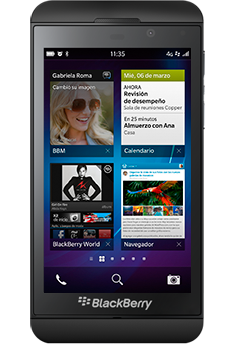 11:35
4G
Gabriela Roma
Cambió su imagen
BBM
Mié, 06 de marzo
AHORA
Revisión
de desempeño
Sala de reuniones Copper
En 25 minutos
Almuerzo con Ana
Casa
Calendario
BlackBerry World
Navegador
BlackBerry